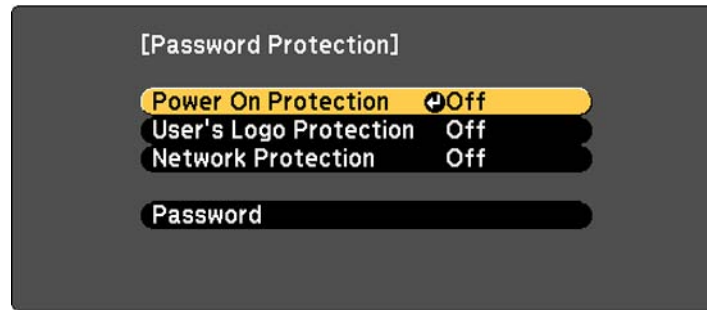 [Password Protection]
Power On Protection Off
User's Logo Protection Off
Network Protection Off
Password